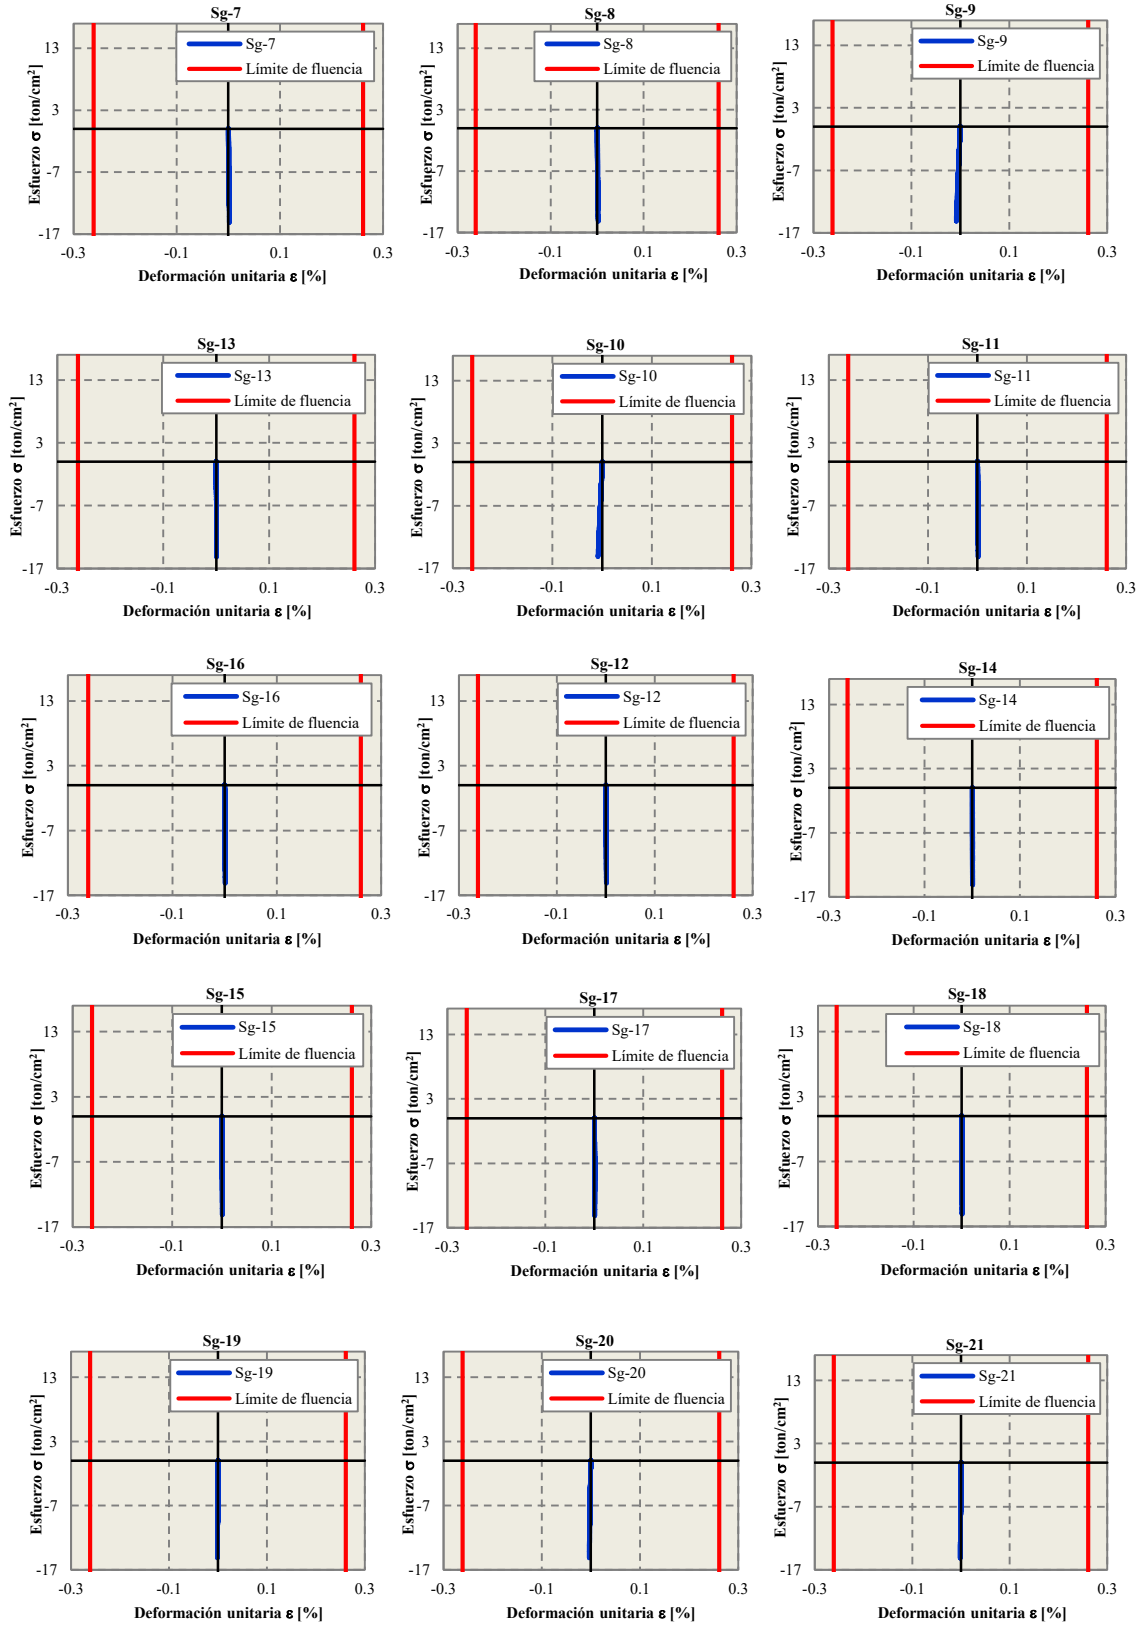 Sg-7
Esfuerzo σ [ton/cm²]
13
3
-7
-17
Sg-7
Límite de fluencia
-0.3
-0.1
0.1
0.3
Deformación unitaria ε [%]
Sg-8
Esfuerzo σ [ton/cm²]
13
3
-7
-17
Sg-8
Límite de fluencia
-0.3
-0.1
0.1
0.3
Deformación unitaria ε [%]
Sg-9
Esfuerzo σ [ton/cm²]
13
3
-7
-17
Sg-9
Límite de fluencia
-0.3
-0.1
0.1
0.3
Deformación unitaria ε [%]
Sg-13
Esfuerzo σ [ton/cm²]
13
3
-7
-17
Sg-13
Límite de fluencia
-0.3
-0.1
0.1
0.3
Deformación unitaria ε [%]
Sg-10
Esfuerzo σ [ton/cm²]
13
3
-7
-17
Sg-10
Límite de fluencia
-0.3
-0.1
0.1
0.3
Deformación unitaria ε [%]
Sg-11
Esfuerzo σ [ton/cm²]
13
3
-7
-17
Sg-11
Límite de fluencia
-0.3
-0.1
0.1
0.3
Deformación unitaria ε [%]
Sg-16
Esfuerzo σ [ton/cm²]
13
3
-7
-17
Sg-16
Límite de fluencia
-0.3
-0.1
0.1
0.3
Deformación unitaria ε [%]
Sg-12
Esfuerzo σ [ton/cm²]
13
3
-7
-17
Sg-12
Límite de fluencia
-0.3
-0.1
0.1
0.3
Deformación unitaria ε [%]
Sg-14
Esfuerzo σ [ton/cm²]
13
3
-7
-17
Sg-14
Límite de fluencia
-0.3
-0.1
0.1
0.3
Deformación unitaria ε [%]
Sg-15
Esfuerzo σ [ton/cm²]
13
3
-7
-17
Sg-15
Límite de fluencia
-0.3
-0.1
0.1
0.3
Deformación unitaria ε [%]
Sg-17
Esfuerzo σ [ton/cm²]
13
3
-7
-17
Sg-17
Límite de fluencia
-0.3
-0.1
0.1
0.3
Deformación unitaria ε [%]
Sg-18
Esfuerzo σ [ton/cm²]
13
3
-7
-17
Sg-18
Límite de fluencia
-0.3
-0.1
0.1
0.3
Deformación unitaria ε [%]
Sg-19
Esfuerzo σ [ton/cm²]
13
3
-7
-17
Sg-19
Límite de fluencia
-0.3
-0.1
0.1
0.3
Deformación unitaria ε [%]
Sg-20
Esfuerzo σ [ton/cm²]
13
3
-7
-17
Sg-20
Límite de fluencia
-0.3
-0.1
0.1
0.3
Deformación unitaria ε [%]
Sg-21
Esfuerzo σ [ton/cm²]
13
3
-7
-17
Sg-21
Límite de fluencia
-0.3
-0.1
0.1
0.3
Deformación unitaria ε [%]